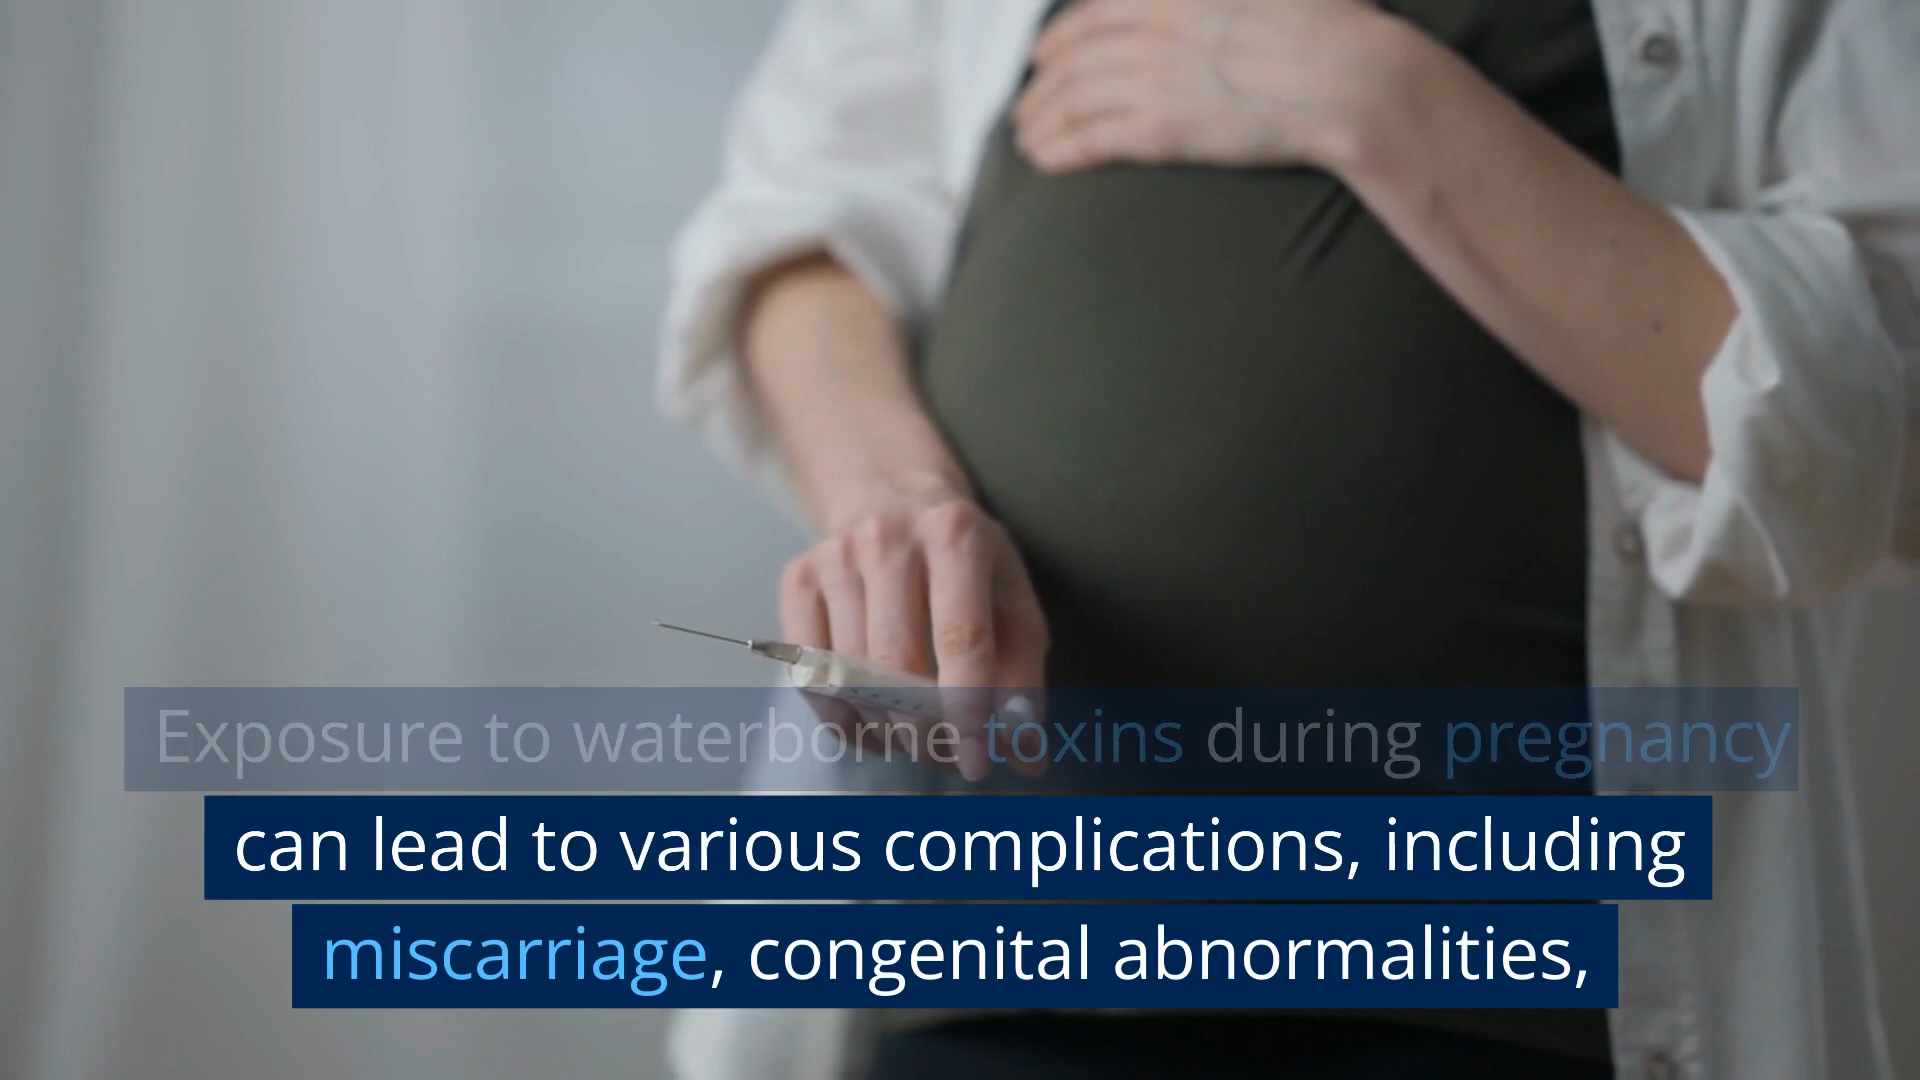 Exposure to waterborne toxins during pregnancy
can lead to various complications, including
miscarriage, congenital abnormalities,